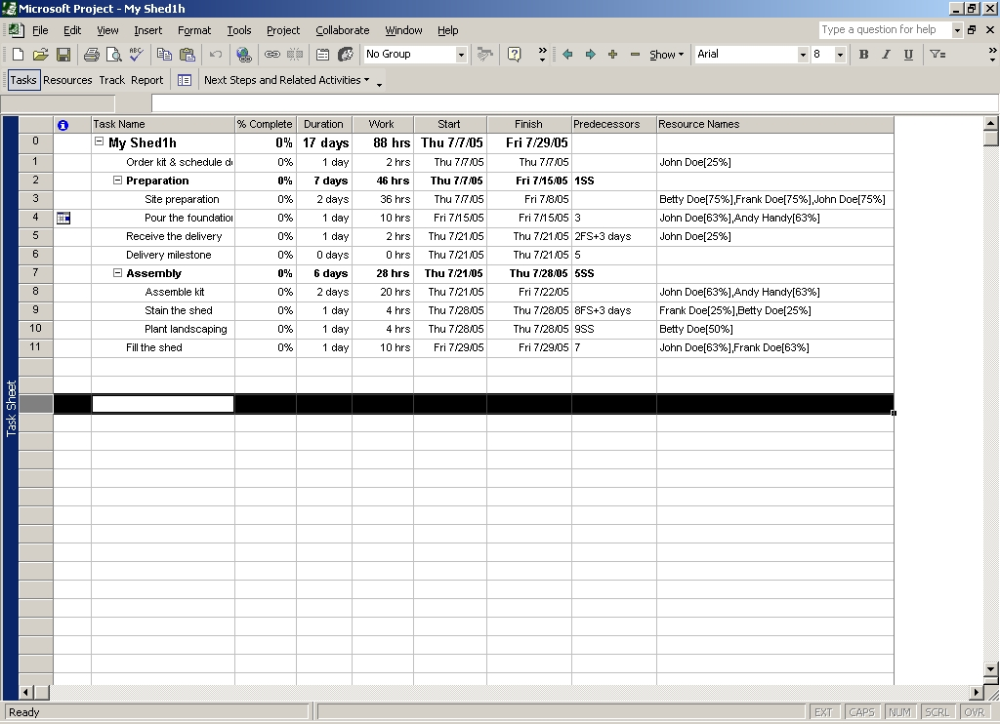 Microsoft Project - My Shed1h
File Edit View Insert Format Tools Project Collaborate Window Help Type a question for help
No Group Show Arial 8 B I U
Tasks Resources Track Report Next Steps and Related Activities
Task Name % Complete Duration Work Start Finish Predecessors Resource Names
0 My Shed1h 0% 17 days 88 hrs Thu 7/7/05 Fri 7/29/05
1 Order kit & schedule de 0% 1 day 2 hrs Thu 7/7/05 Thu 7/7/05 John Doe[25%]
2 Preparation 0% 7 days 46 hrs Thu 7/7/05 Fri 7/15/05 1SS
3 Site preparation 0% 2 days 36 hrs Thu 7/7/05 Fri 7/8/05 Betty Doe[75%],Frank Doe[75%],John Doe[75%]
4 Pour the foundation 0% 1 day 10 hrs Fri 7/15/05 Fri 7/15/05 3 John Doe[63%],Andy Handy[63%]
5 Receive the delivery 0% 1 day 2 hrs Thu 7/21/05 Thu 7/21/05 2FS+3 days John Doe[25%]
6 Delivery milestone 0% 0 days 0 hrs Thu 7/21/05 Thu 7/21/05 5
7 Assembly 0% 6 days 28 hrs Thu 7/21/05 Thu 7/28/05 5SS
8 Assemble kit 0% 2 days 20 hrs Thu 7/21/05 Fri 7/22/05 John Doe[63%],Andy Handy[63%]
9 Stain the shed 0% 1 day 4 hrs Thu 7/28/05 Thu 7/28/05 8FS+3 days Frank Doe[25%],Betty Doe[25%]
10 Plant landscaping 0% 1 day 4 hrs Thu 7/28/05 Thu 7/28/05 9SS Betty Doe[50%]
11 Fill the shed 0% 1 day 10 hrs Fri 7/29/05 Fri 7/29/05 7 John Doe[63%],Frank Doe[63%]
Task Sheet
Ready EXT CAPS NUM SCRL OVR